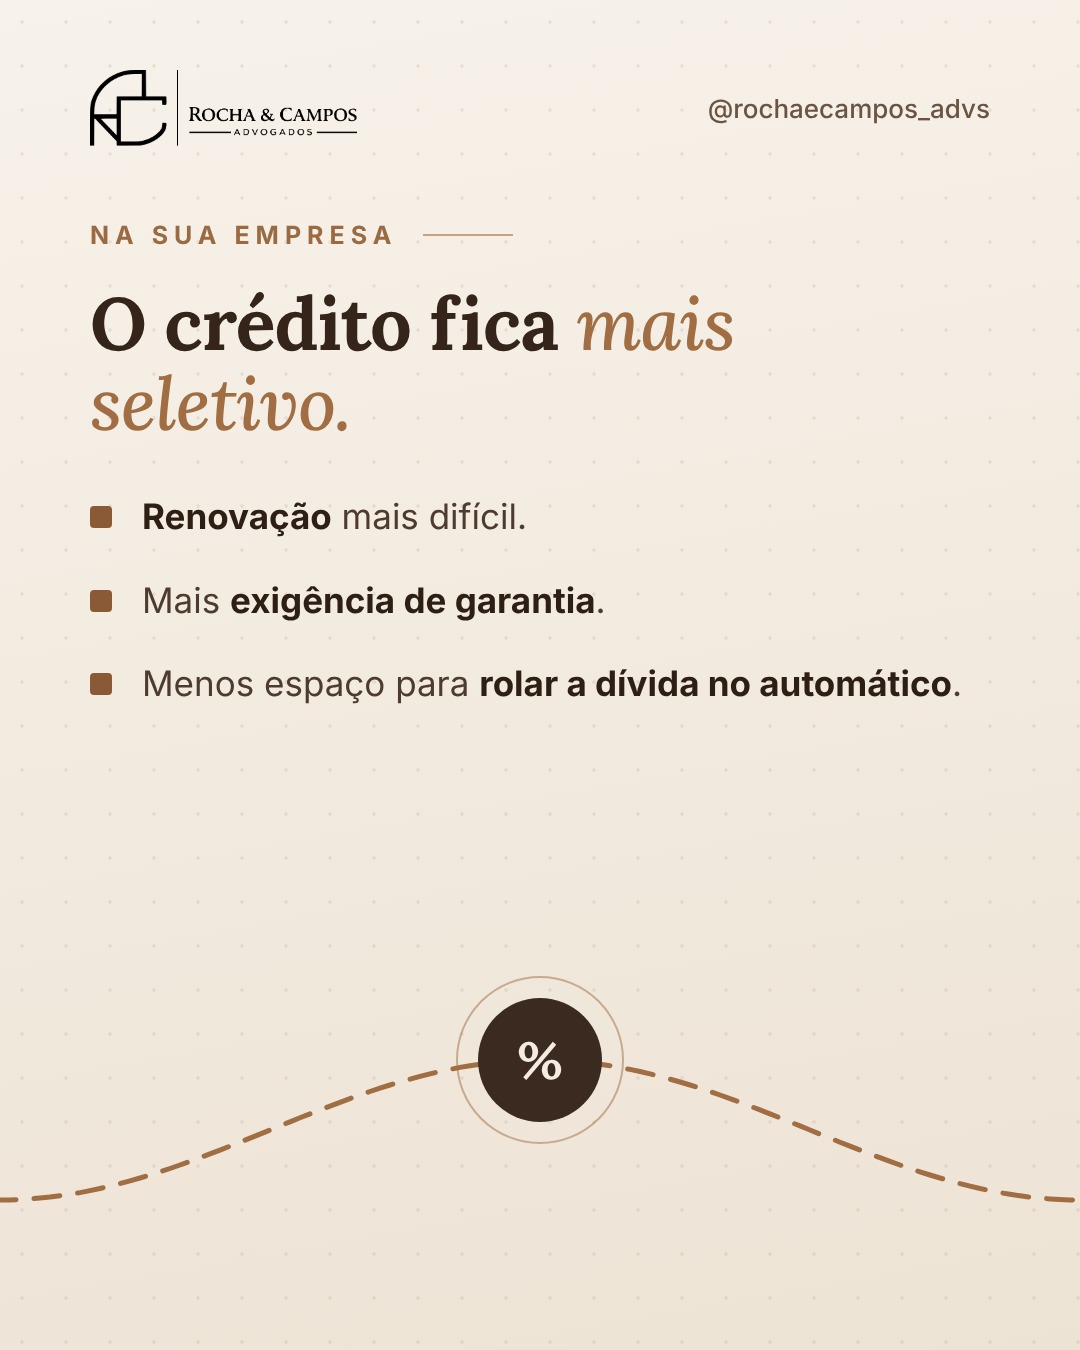 ROCHA & CAMPOS
ADVOGADOS
@rochaecampos_advs
NA SUA EMPRESA
O crédito fica mais
seletivo.
Renovação mais difícil.
Mais exigência de garantia.
Menos espaço para rolar a dívida no automático.
%